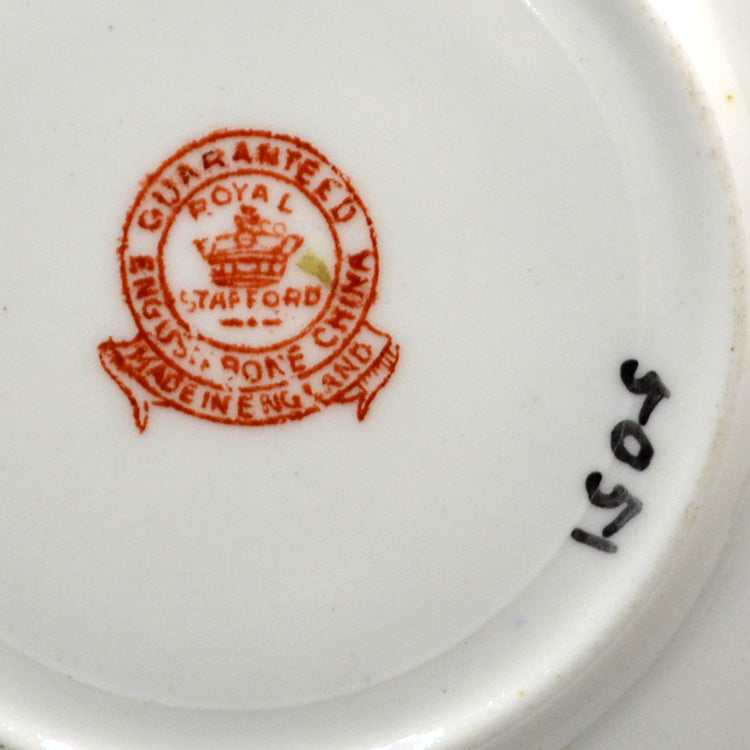 GUARANTEED
ROYAL
STAFFORD
ENGLISH BONE CHINA
MADE IN ENGLAND
1505